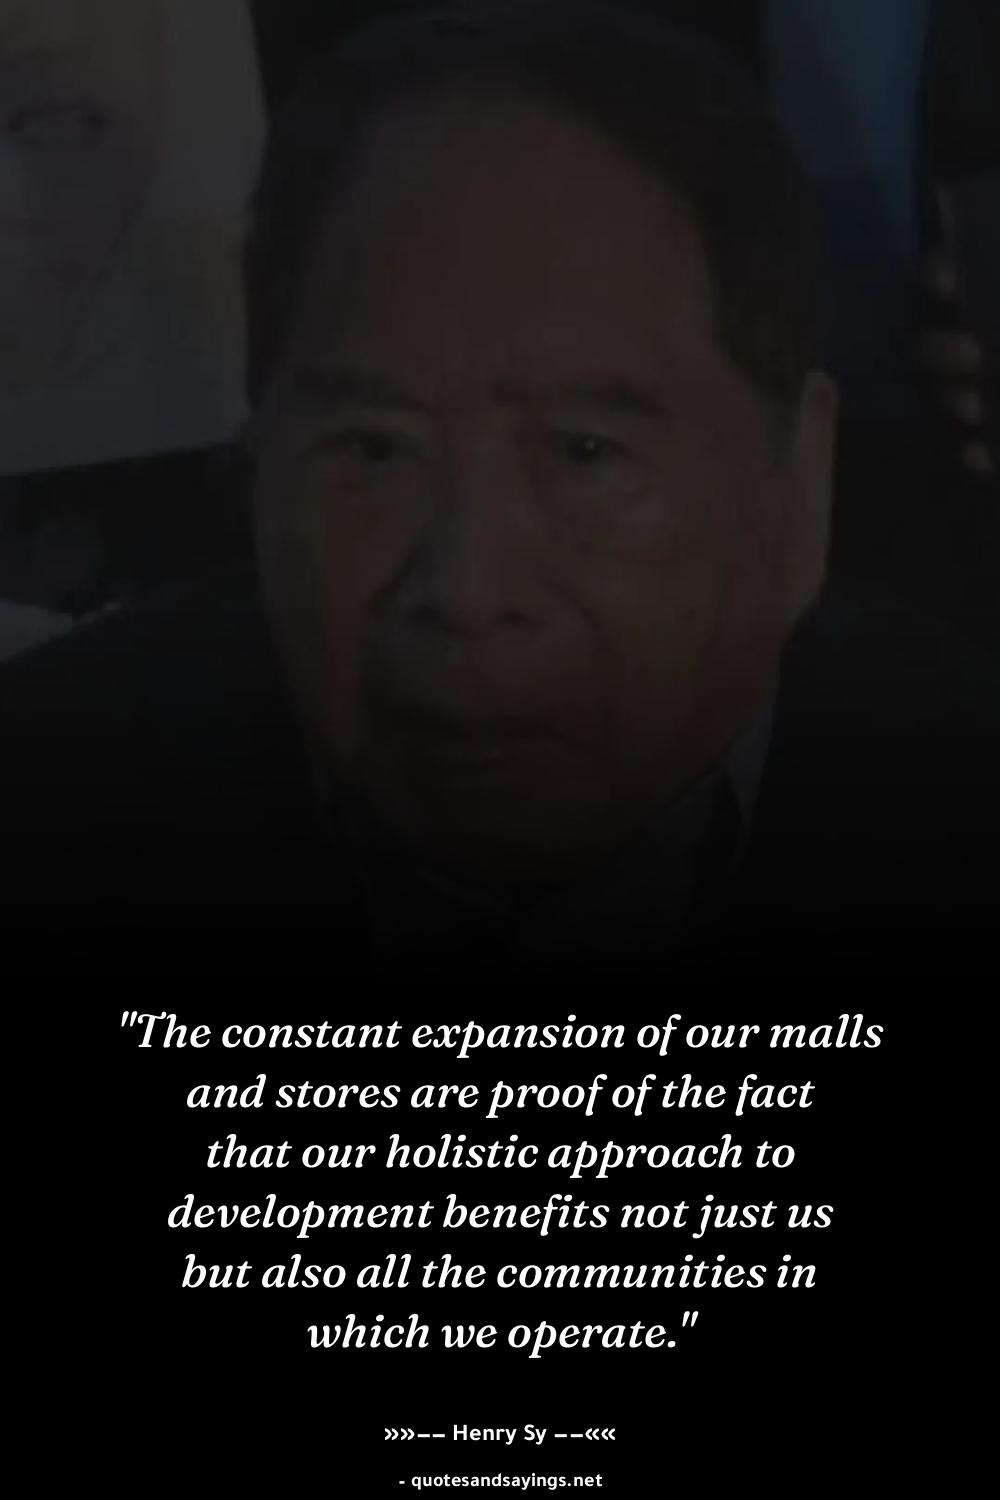 "The constant expansion of our malls
and stores are proof of the fact
that our holistic approach to
development benefits not just us
but also all the communities in
which we operate."
»»−− Henry Sy −−««
- quotesandsayings.net